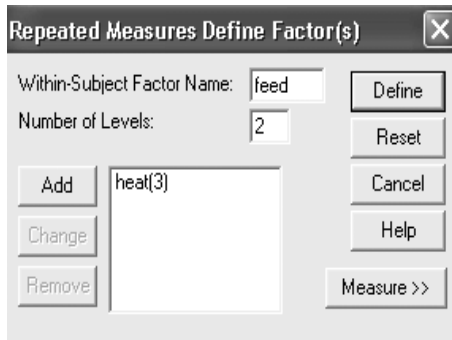 Repeated Measures Define Factor(s)
Within-Subject Factor Name: feed
Define
Number of Levels: 2
Reset
Add
heat(3)
Cancel
Change
Help
Remove
Measure >>